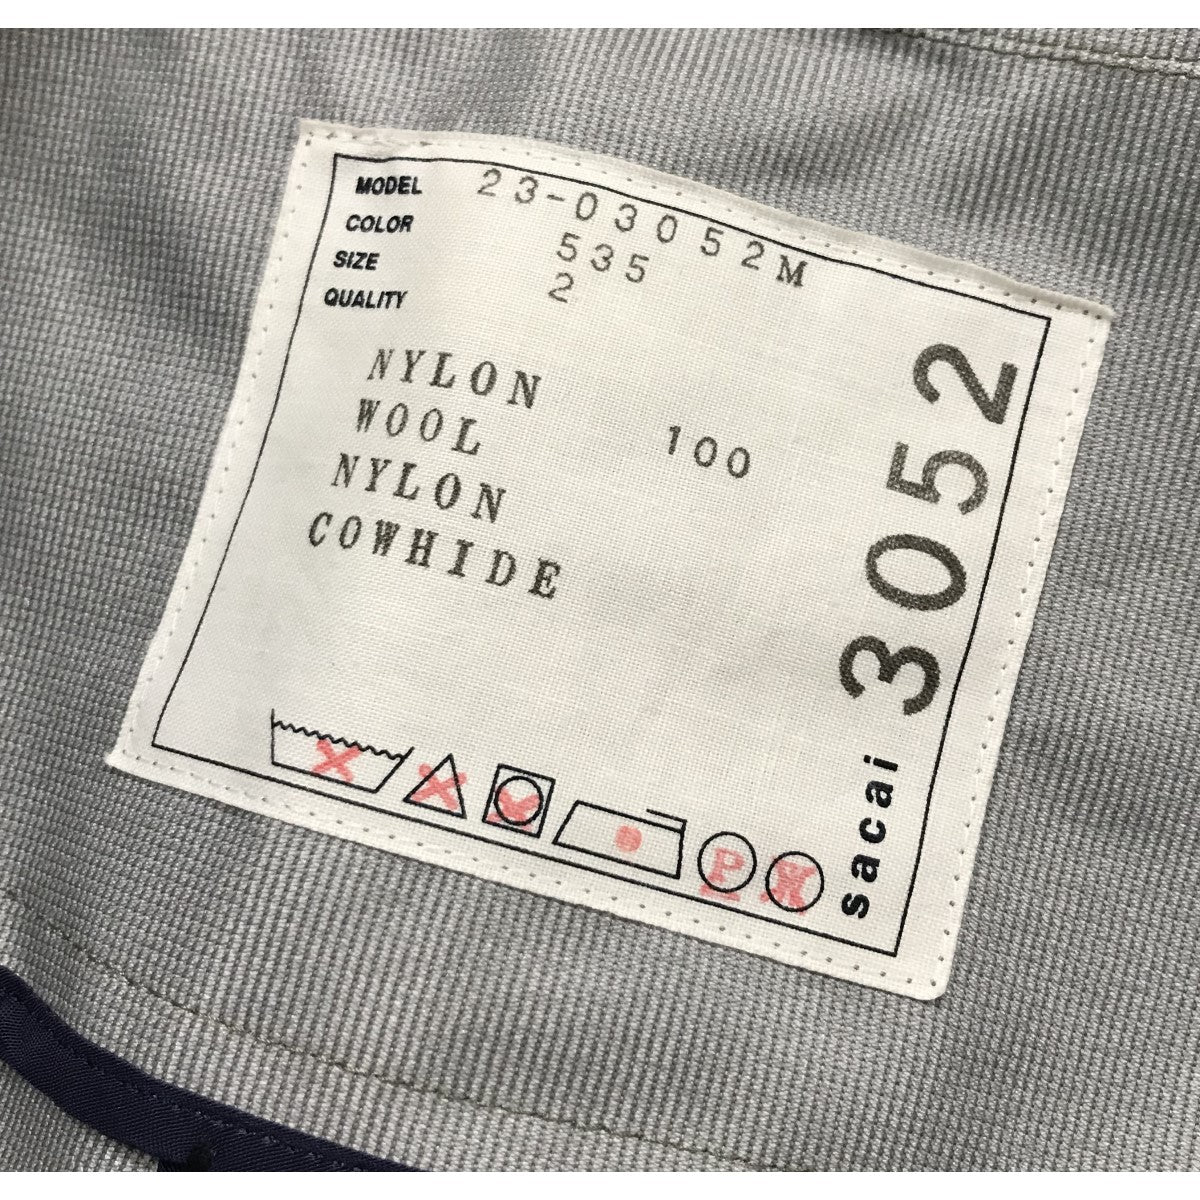 MODEL 23-03052M
COLOR 535
SIZE 2
QUALITY
NYLON 100
WOOL
NYLON
COWHIDE
sacai 3052
P
W